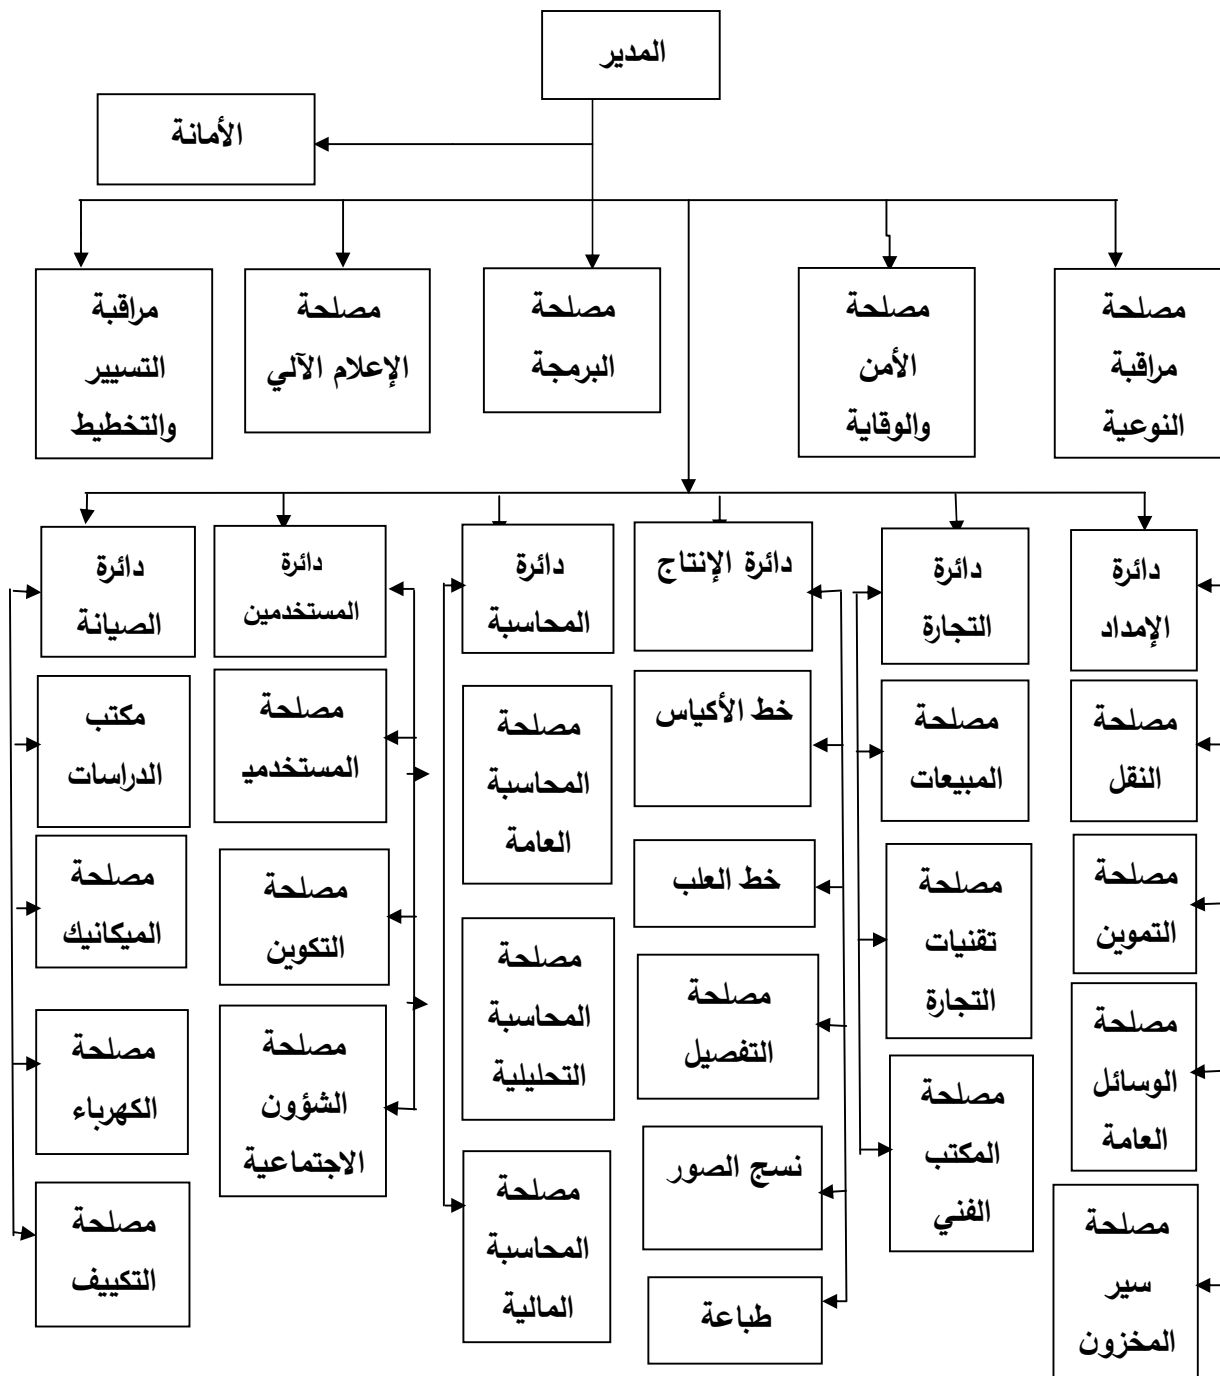 المدير
الأمانة
مصلحة
مراقبة
النوعية
مصلحة
الأمن
والوقاية
مصلحة
البرمجة
مصلحة
الإعلام الآلي
مراقبة
التسيير
والتخطيط
دائرة
الإمداد
مصلحة
النقل
مصلحة
التموين
مصلحة
الوسائل
العامة
مصلحة
سير
المخزون
دائرة
التجارة
مصلحة
المبيعات
مصلحة
تقنيات
التجارة
مصلحة
المكتب
الفني
دائرة الإنتاج
خط الأكياس
خط العلب
مصلحة
التفصيل
نسج الصور
طباعة
دائرة
المحاسبة
مصلحة
المحاسبة
العامة
مصلحة
المحاسبة
التحليلية
مصلحة
المحاسبة
المالية
دائرة
المستخدمين
مصلحة
المستخدميـ
مصلحة
التكوين
مصلحة
الشؤون
الاجتماعية
دائرة
الصيانة
مكتب
الدراسات
مصلحة
الميكانيك
مصلحة
الكهرباء
مصلحة
التكييف